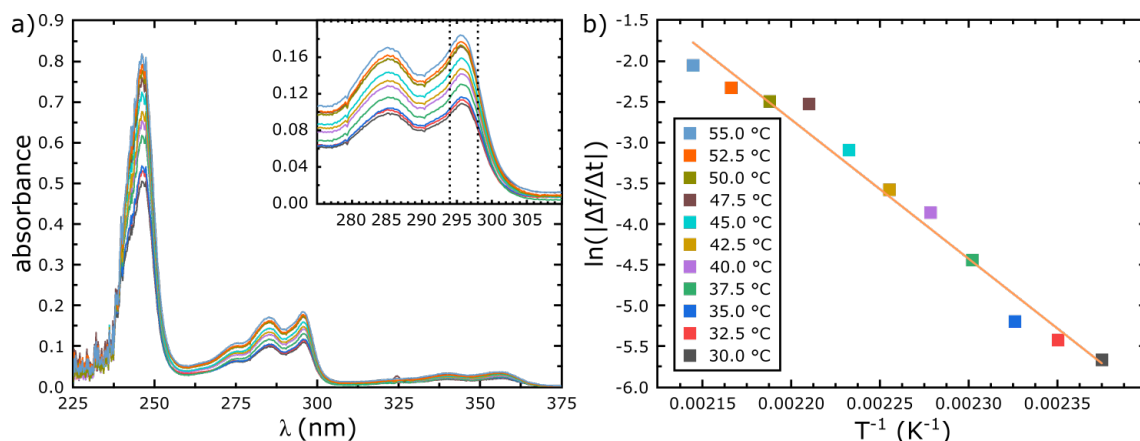 a)
absorbance
0.9
0.8
0.7
0.6
0.5
0.4
0.3
0.2
0.1
0.0
225 250 275 300 325 350 375
λ (nm)
0.16
0.12
0.08
0.04
0.00
275 280 285 290 295 300 305
b)
ln(|Δf/Δt|)
-1.5
-2.0
-2.5
-3.0
-3.5
-4.0
-4.5
-5.0
-5.5
-6.0
55.0 °C
52.5 °C
50.0 °C
47.5 °C
45.0 °C
42.5 °C
40.0 °C
37.5 °C
35.0 °C
32.5 °C
30.0 °C
0.00215 0.00220 0.00225 0.00230 0.00235
T⁻¹ (K⁻¹)